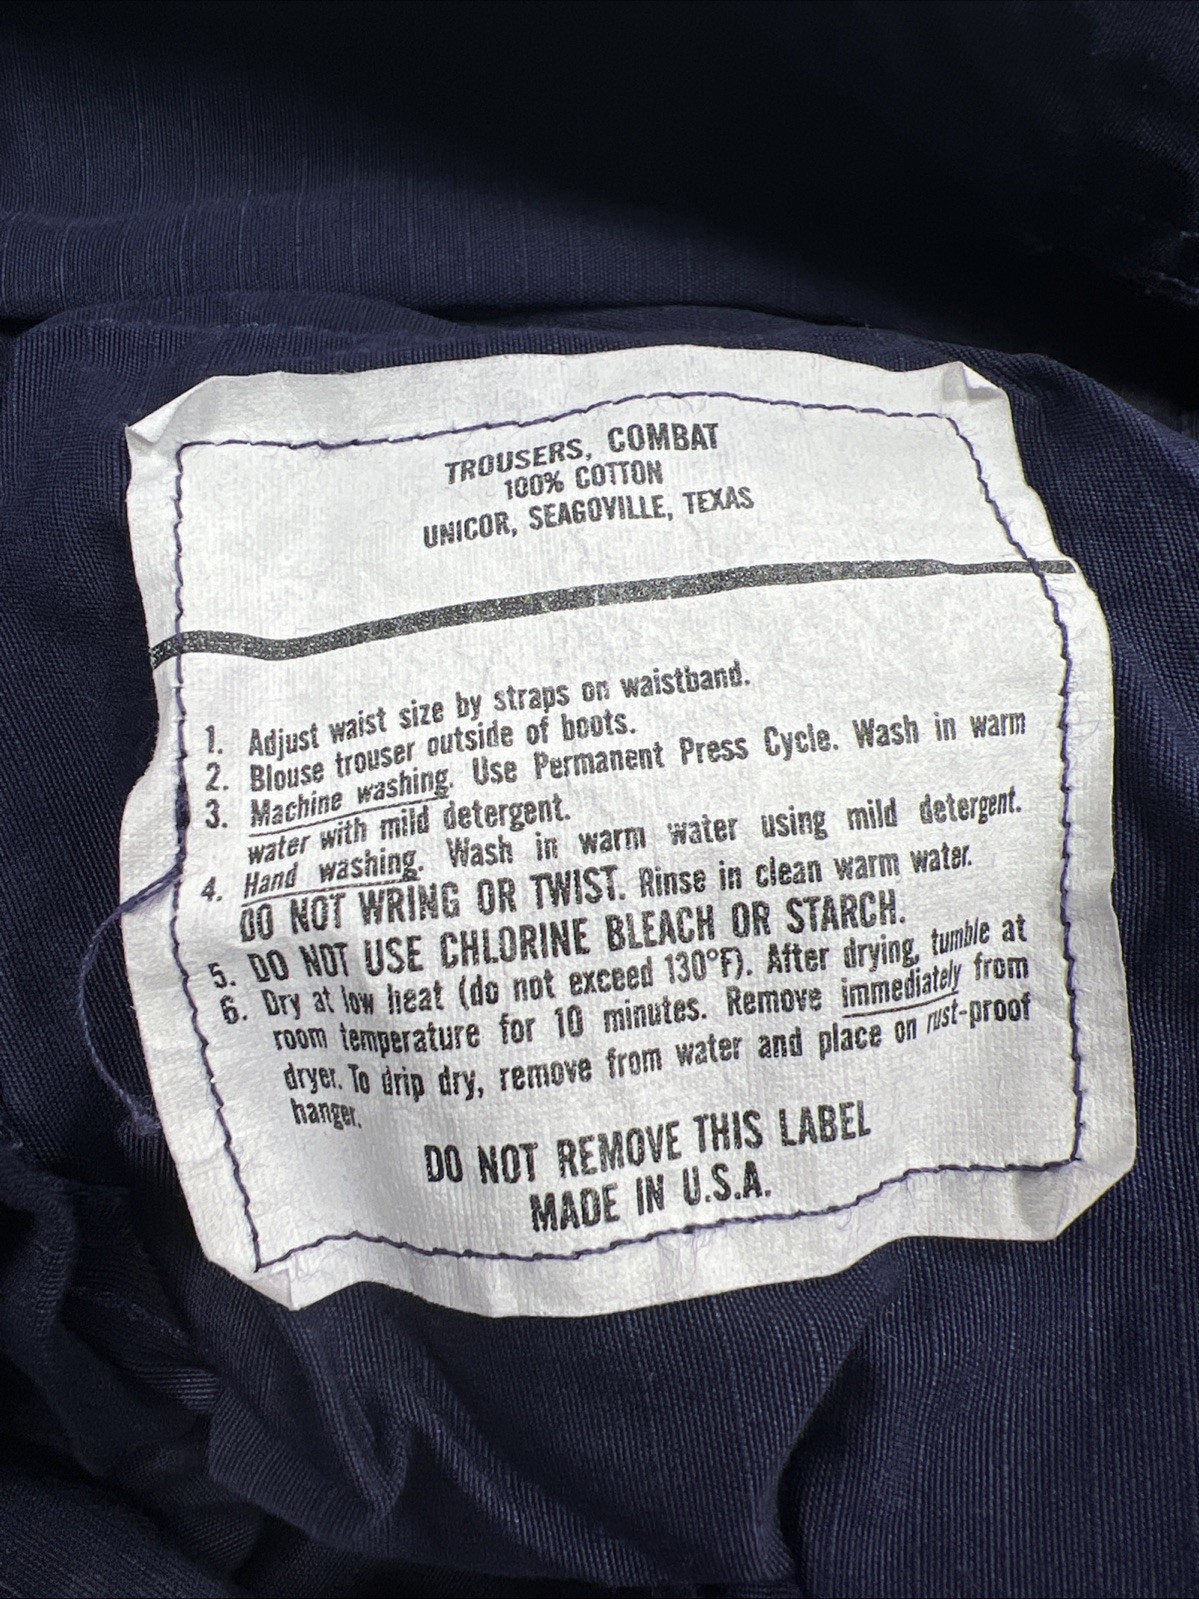 TROUSERS, COMBAT
100% COTTON
UNICOR, SEAGOVILLE, TEXAS
1. Adjust waist size by straps on waistband.
2. Blouse trouser outside of boots.
3. Machine washing. Use Permanent Press Cycle. Wash in warm
water with mild detergent.
4. Hand washing. Wash in warm water using mild detergent.
DO NOT WRING OR TWIST. Rinse in clean warm water.
5. DO NOT USE CHLORINE BLEACH OR STARCH.
6. Dry at low heat (do not exceed 130°F). After drying, tumble at
room temperature for 10 minutes. Remove immediately from
dryer. To drip dry, remove from water and place on rust-proof
hanger.
DO NOT REMOVE THIS LABEL
MADE IN U.S.A.